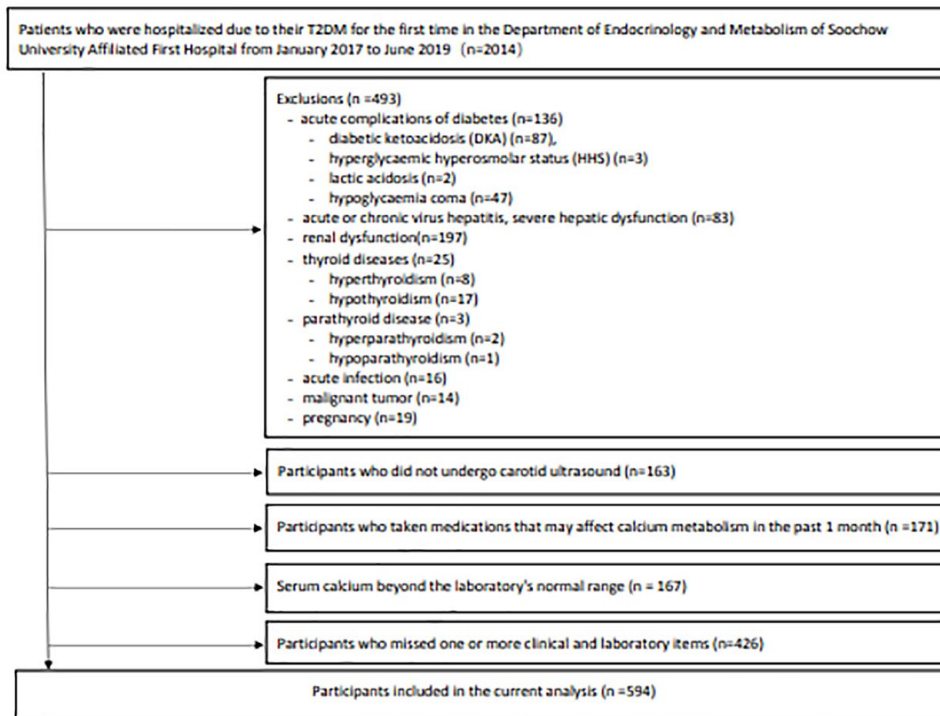 Patients who were hospitalized due to their T2DM for the first time in the Department of Endocrinology and Metabolism of Soochow
University Affiliated First Hospital from January 2017 to June 2019 (n=2014)
Exclusions (n =493)
- acute complications of diabetes (n=136)
- diabetic ketoacidosis (DKA) (n=87),
- hyperglycaemic hyperosmolar status (HHS) (n=3)
- lactic acidosis (n=2)
- hypoglycaemia coma (n=47)
- acute or chronic virus hepatitis, severe hepatic dysfunction (n=83)
- renal dysfunction(n=197)
- thyroid diseases (n=25)
- hyperthyroidism (n=8)
- hypothyroidism (n=17)
- parathyroid disease (n=3)
- hyperparathyroidism (n=2)
- hypoparathyroidism (n=1)
- acute infection (n=16)
- malignant tumor (n=14)
- pregnancy (n=19)
Participants who did not undergo carotid ultrasound (n=163)
Participants who taken medications that may affect calcium metabolism in the past 1 month (n =171)
Serum calcium beyond the laboratory's normal range (n = 167)
Participants who missed one or more clinical and laboratory items (n=426)
Participants included in the current analysis (n =594)